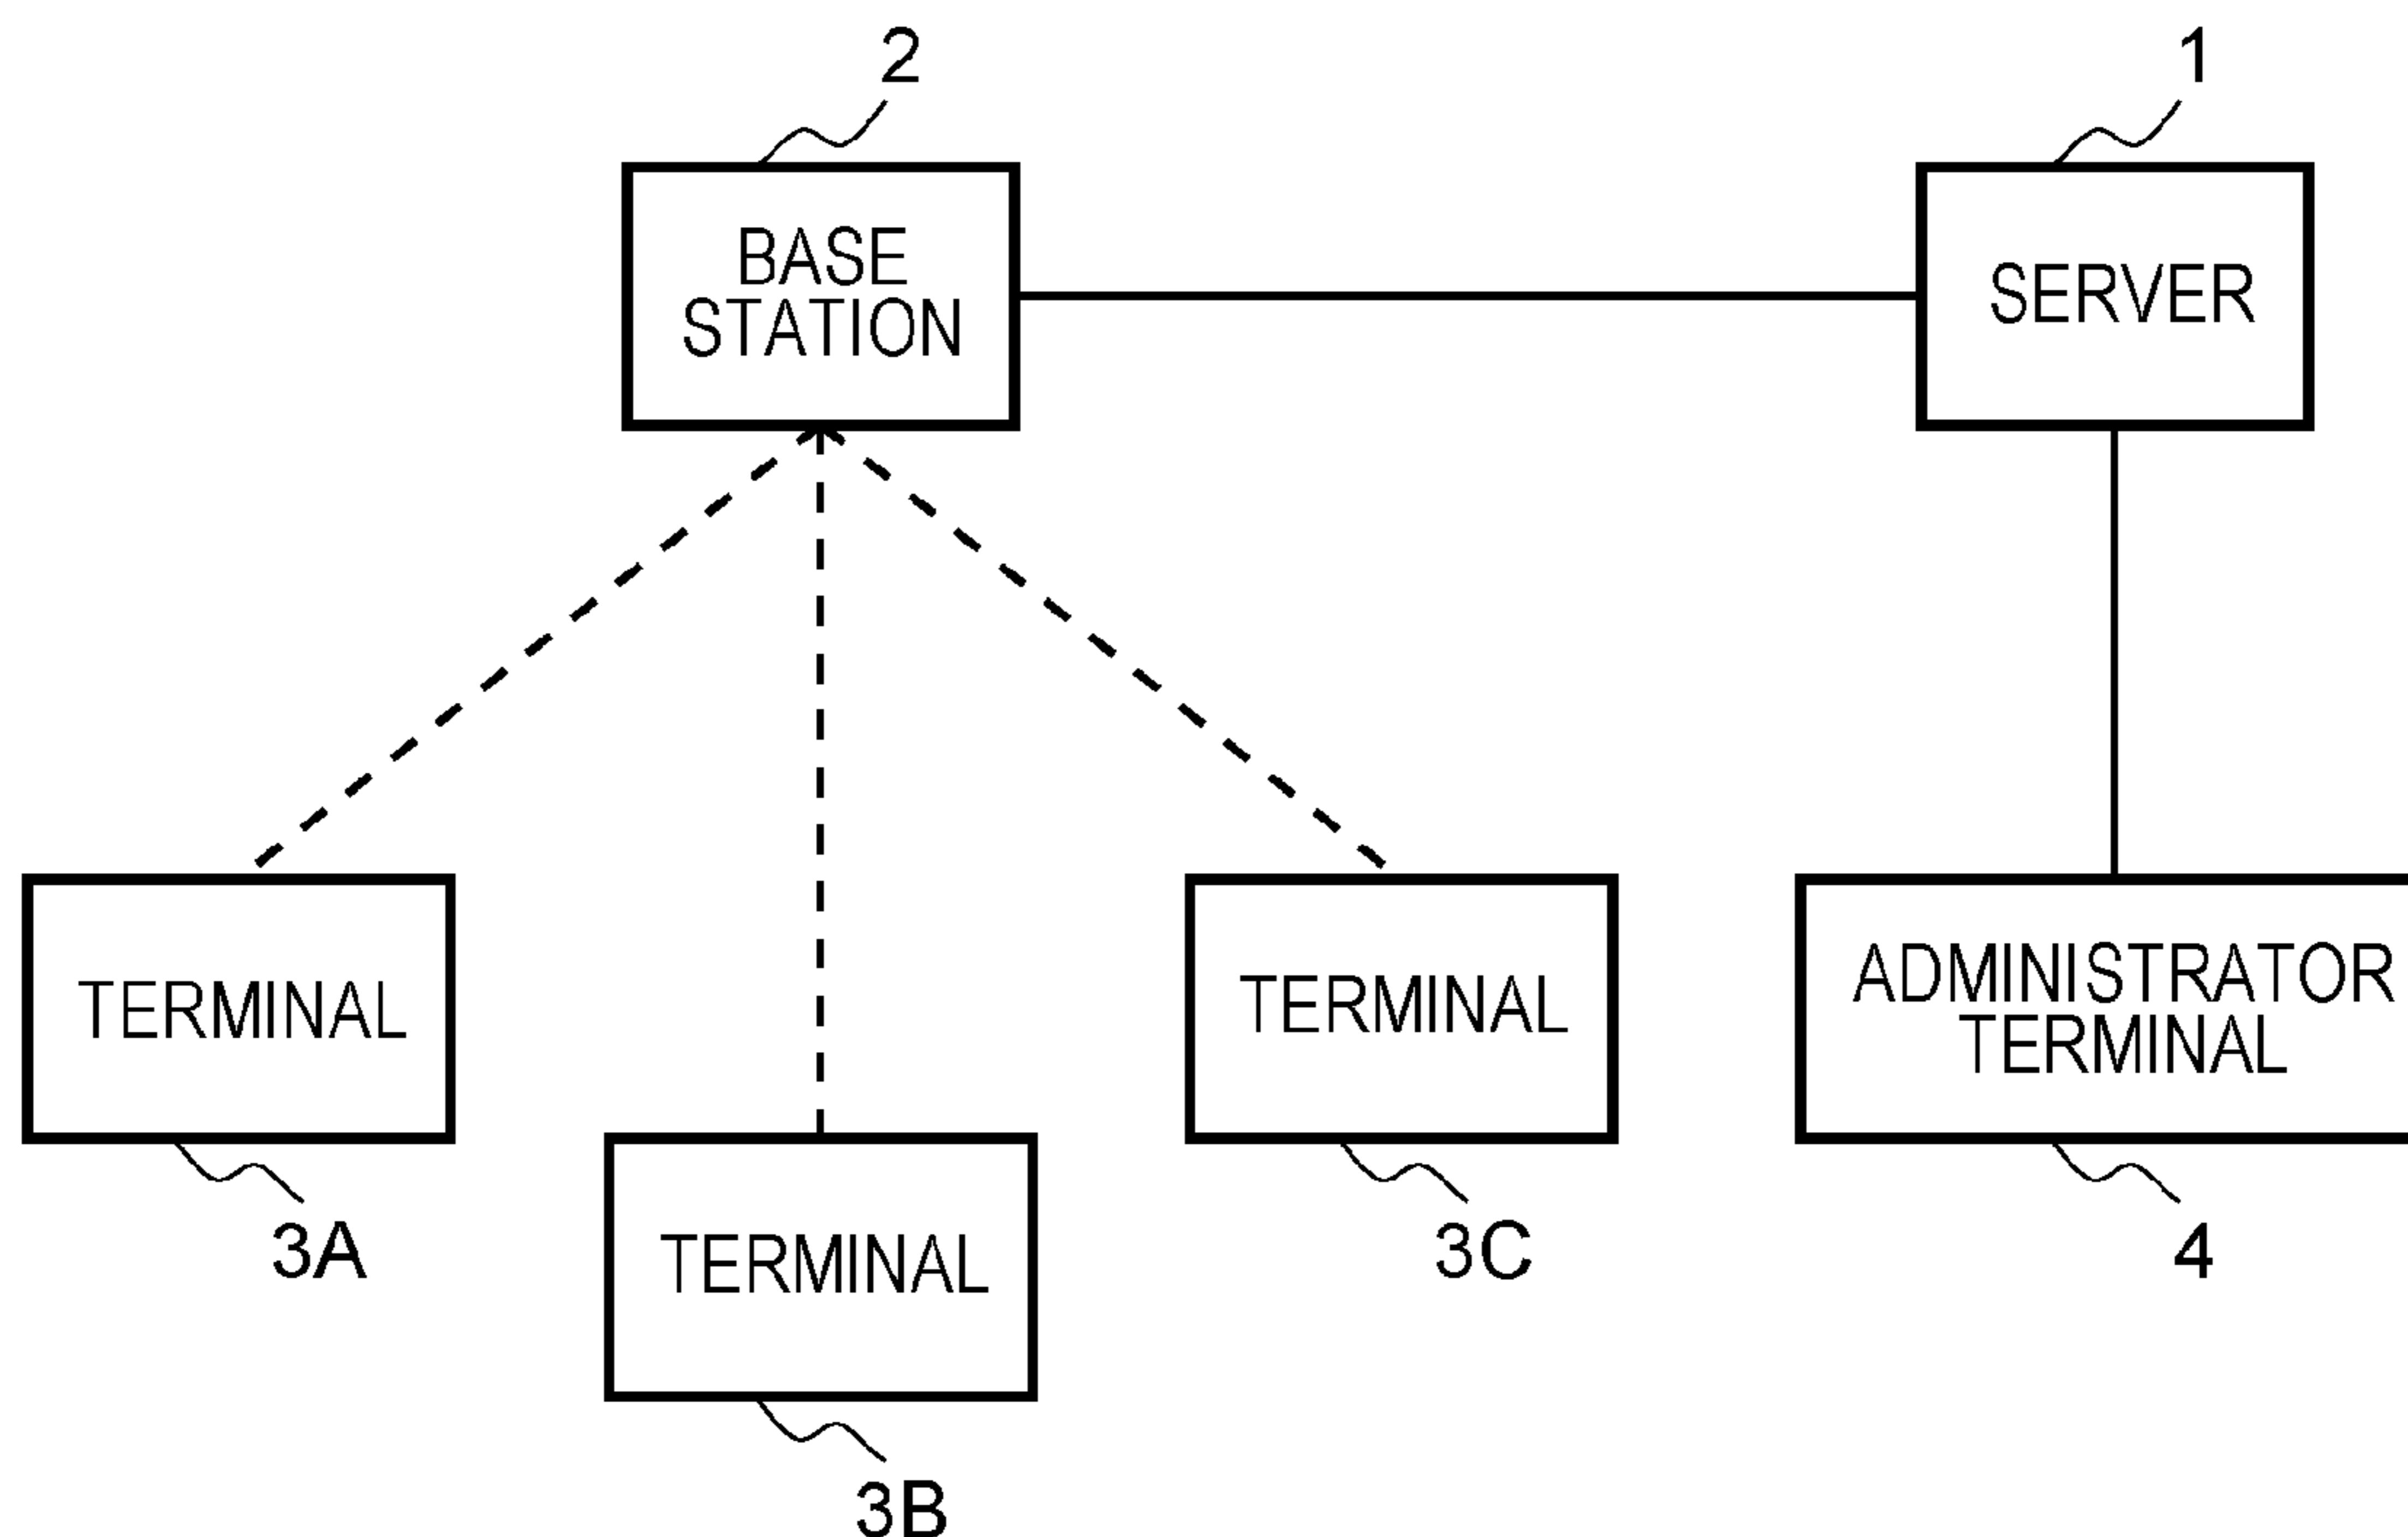 2
1
BASE
STATION
SERVER
TERMINAL
TERMINAL
ADMINISTRATOR
TERMINAL
3A
TERMINAL
3C
4
3B